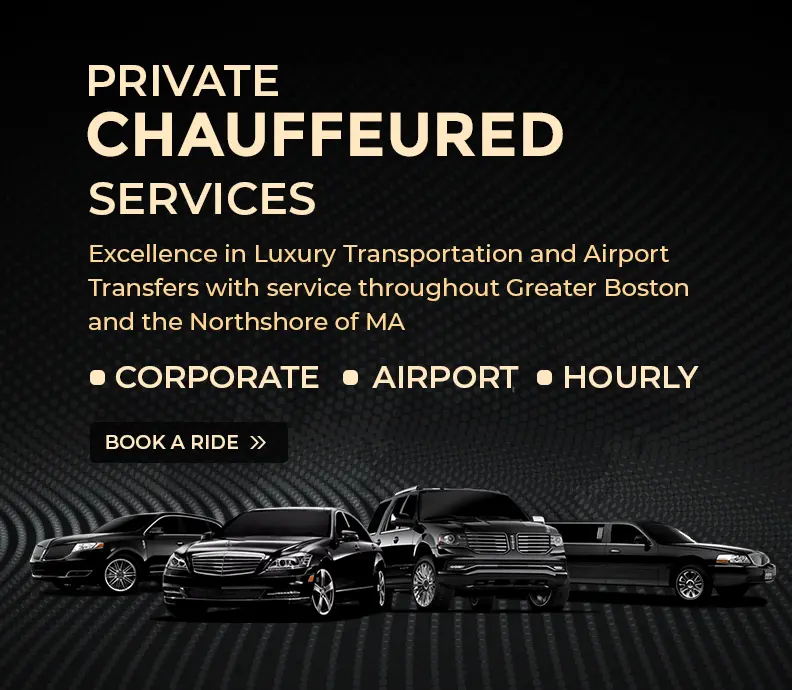 PRIVATE
CHAUFFEURED
SERVICES
Excellence in Luxury Transportation and Airport
Transfers with service throughout Greater Boston
and the Northshore of MA
CORPORATE AIRPORT HOURLY
BOOK A RIDE »